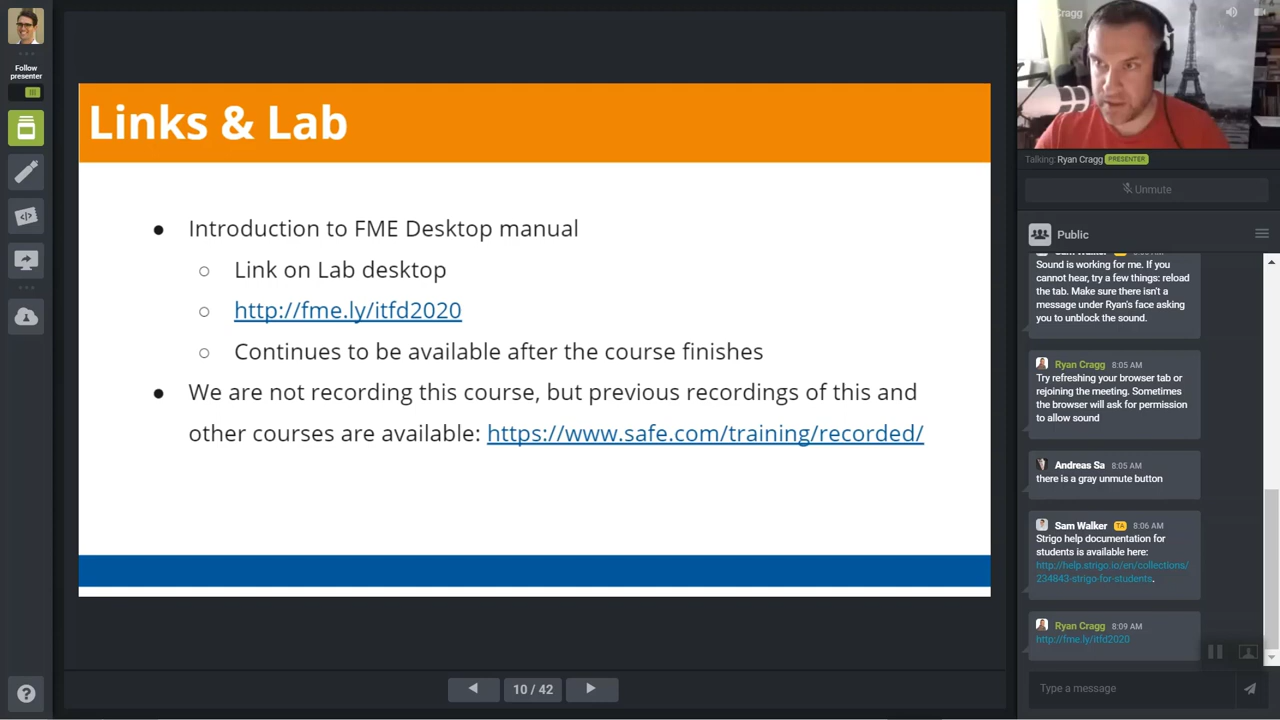 Follow
presenter
Links & Lab
● Introduction to FME Desktop manual
○ Link on Lab desktop
○ http://fme.ly/itfd2020
○ Continues to be available after the course finishes
● We are not recording this course, but previous recordings of this and
other courses are available: https://www.safe.com/training/recorded/
10 / 42
Cragg
Talking: Ryan Cragg PRESENTER
Unmute
Public
Sam Walker TA
Sound is working for me. If you
cannot hear, try a few things: reload
the tab. Make sure there isn't a
message under Ryan's face asking
you to unblock the sound.
Ryan Cragg 8:05 AM
Try refreshing your browser tab or
rejoining the meeting. Sometimes
the browser will ask for permission
to allow sound
Andreas Sa 8:05 AM
there is a gray unmute button
Sam Walker TA 8:06 AM
Strigo help documentation for
students is available here:
http://help.strigo.io/en/collections/
234843-strigo-for-students.
Ryan Cragg 8:09 AM
http://fme.ly/itfd2020
Type a message